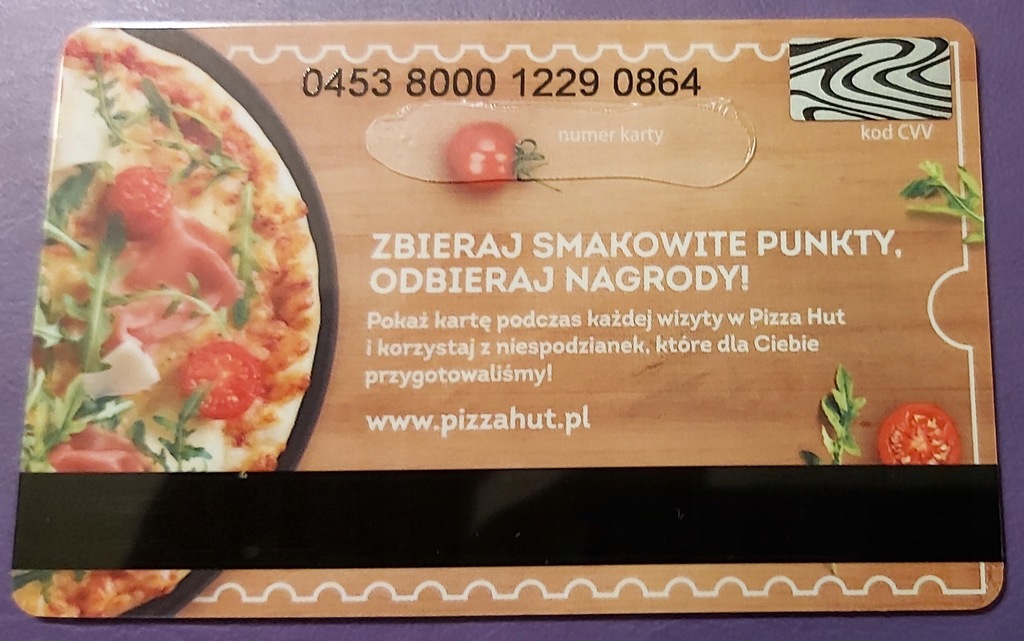 0453 8000 1229 0864
numer karty
kod CVV
ZBIERAJ SMAKOWITE PUNKTY,
ODBIERAJ NAGRODY!
Pokaż kartę podczas każdej wizyty w Pizza Hut
i korzystaj z niespodzianek, które dla Ciebie
przygotowaliśmy!
www.pizzahut.pl